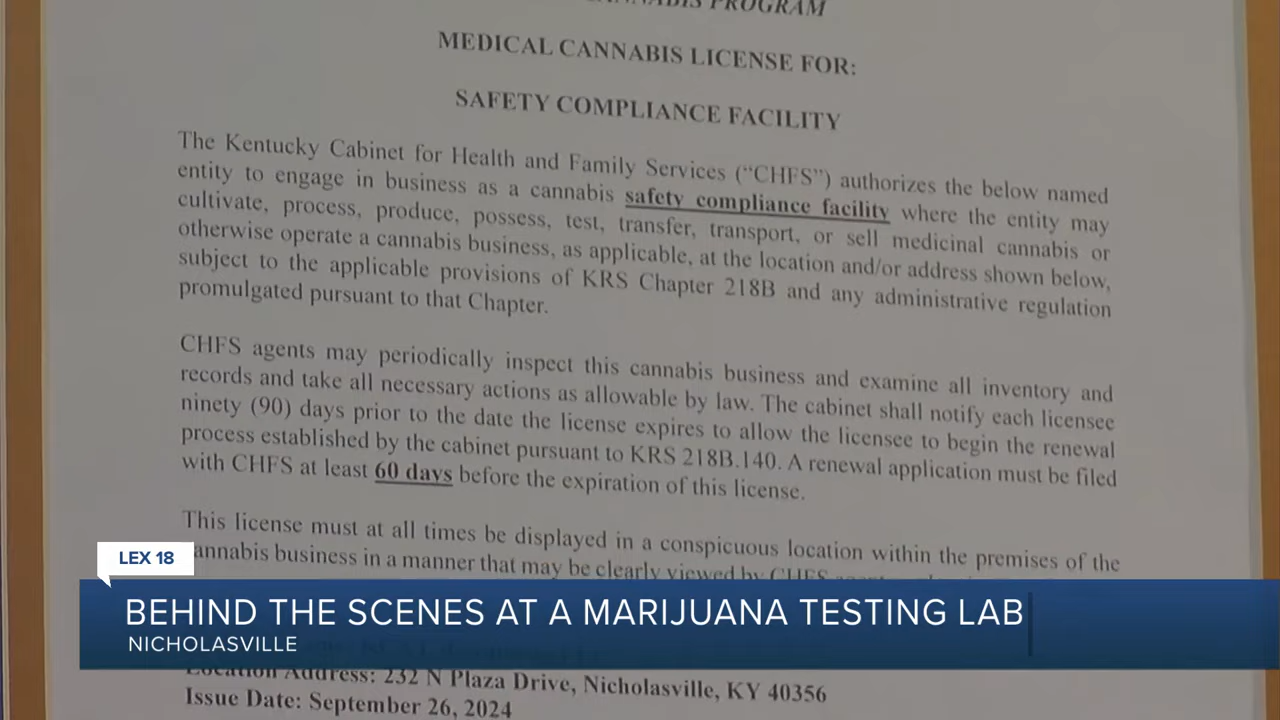 CANNABIS PROGRAM
MEDICAL CANNABIS LICENSE FOR:
SAFETY COMPLIANCE FACILITY
The Kentucky Cabinet for Health and Family Services (“CHFS”) authorizes the below named
entity to engage in business as a cannabis safety compliance facility where the entity may
cultivate, process, produce, possess, test, transfer, transport, or sell medicinal cannabis or
otherwise operate a cannabis business, as applicable, at the location and/or address shown below,
subject to the applicable provisions of KRS Chapter 218B and any administrative regulation
promulgated pursuant to that Chapter.
CHFS agents may periodically inspect this cannabis business and examine all inventory and
records and take all necessary actions as allowable by law. The cabinet shall notify each licensee
ninety (90) days prior to the date the license expires to allow the licensee to begin the renewal
process established by the cabinet pursuant to KRS 218B.140. A renewal application must be filed
with CHFS at least 60 days before the expiration of this license.
This license must at all times be displayed in a conspicuous location within the premises of the
cannabis business in a manner that may be clearly viewed by CHFS
LEX 18
BEHIND THE SCENES AT A MARIJUANA TESTING LAB
NICHOLASVILLE
Location Address: 232 N Plaza Drive, Nicholasville, KY 40356
Issue Date: September 26, 2024